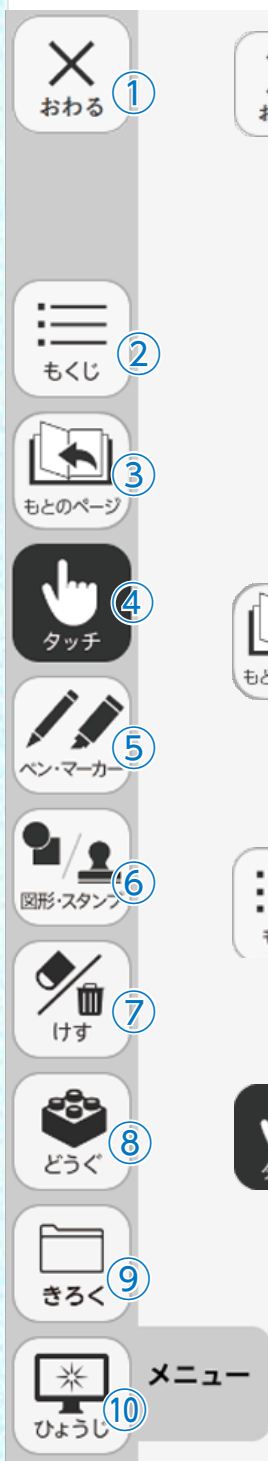 おわる
①
②
もくじ
③
もとのページ
④
タッチ
⑤
ペン・マーカー
⑥
図形・スタンプ
⑦
けす
⑧
どうぐ
⑨
きろく
⑩
ひょうじ
メニュー